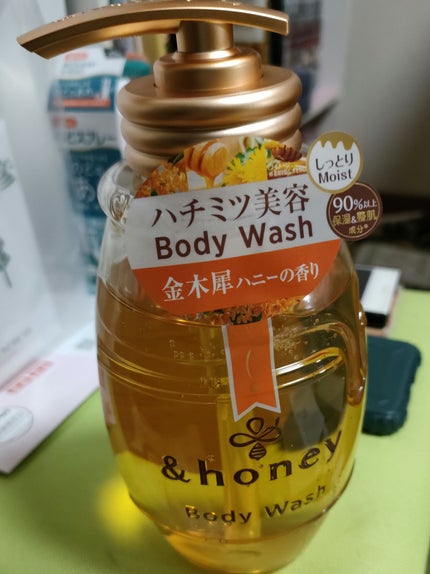 しっとり
Moist
90%以上
保湿&美肌
成分*
ハチミツ美容
Body Wash
金木犀ハニーの香り
&honey
Body Wash